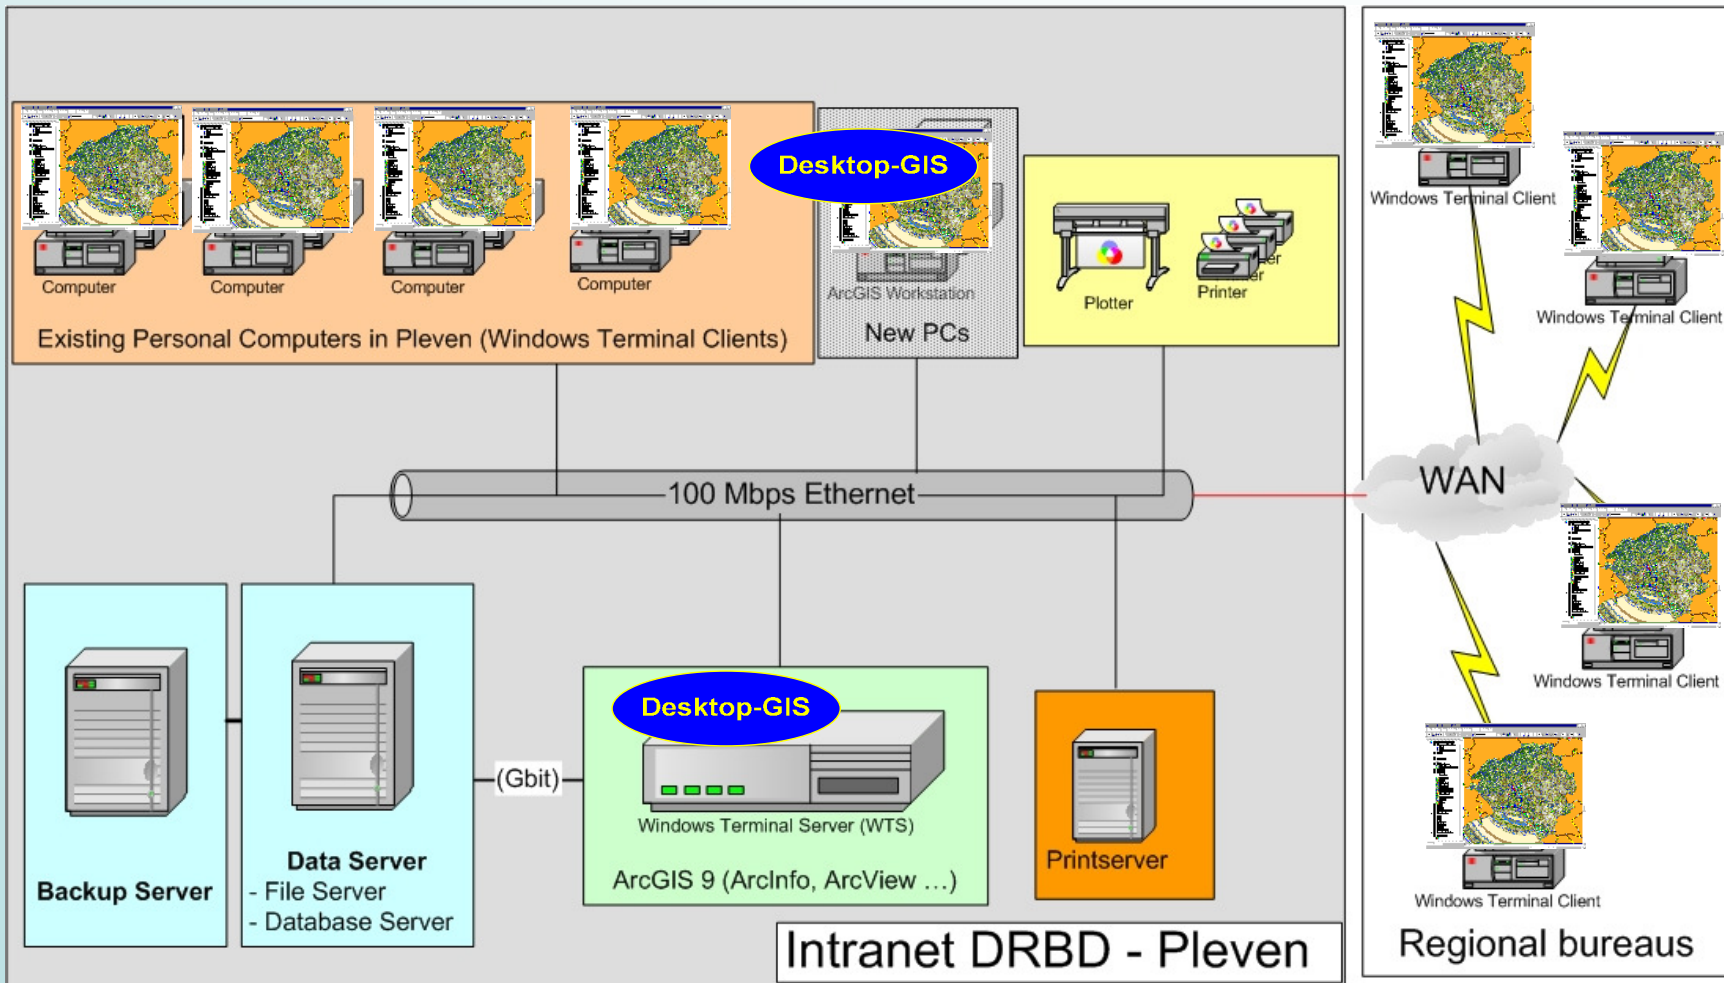 Desktop-GIS
Computer
Computer
Computer
Computer
Existing Personal Computers in Pleven (Windows Terminal Clients)
ArcGIS Workstation
New PCs
Plotter
Printer
Windows Terminal Client
Windows Terminal Client
100 Mbps Ethernet
WAN
Windows Terminal Client
Windows Terminal Client
Regional bureaus
Backup Server
Data Server
- File Server
- Database Server
(Gbit)
Desktop-GIS
Windows Terminal Server (WTS)
ArcGIS 9 (ArcInfo, ArcView ...)
Printserver
Intranet DRBD - Pleven